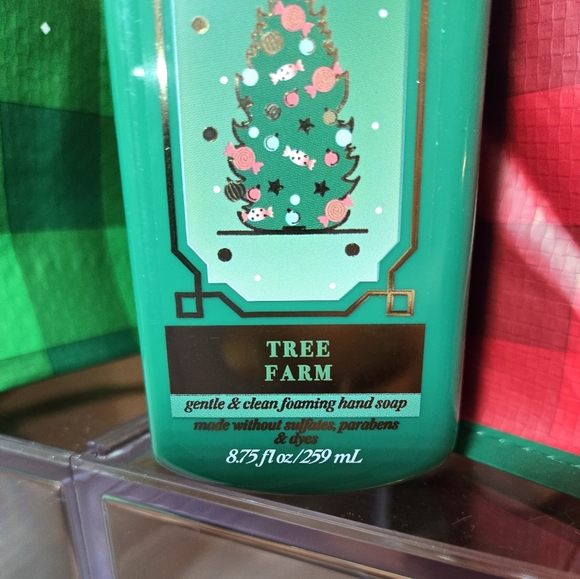 TREE
FARM
gentle & clean foaming hand soap
made without sulfates, parabens
& dyes
8.75 fl oz/259 mL